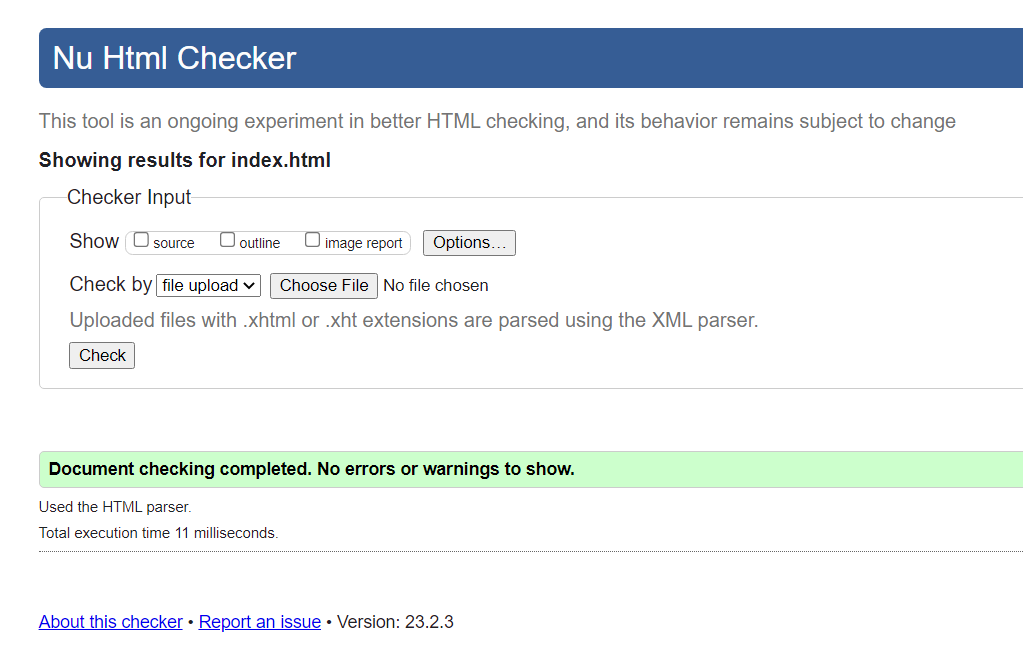 Nu Html Checker
This tool is an ongoing experiment in better HTML checking, and its behavior remains subject to change
Showing results for index.html
Checker Input
Show source outline image report Options…
Check by file upload Choose File No file chosen
Uploaded files with .xhtml or .xht extensions are parsed using the XML parser.
Check
Document checking completed. No errors or warnings to show.
Used the HTML parser.
Total execution time 11 milliseconds.
About this checker • Report an issue • Version: 23.2.3